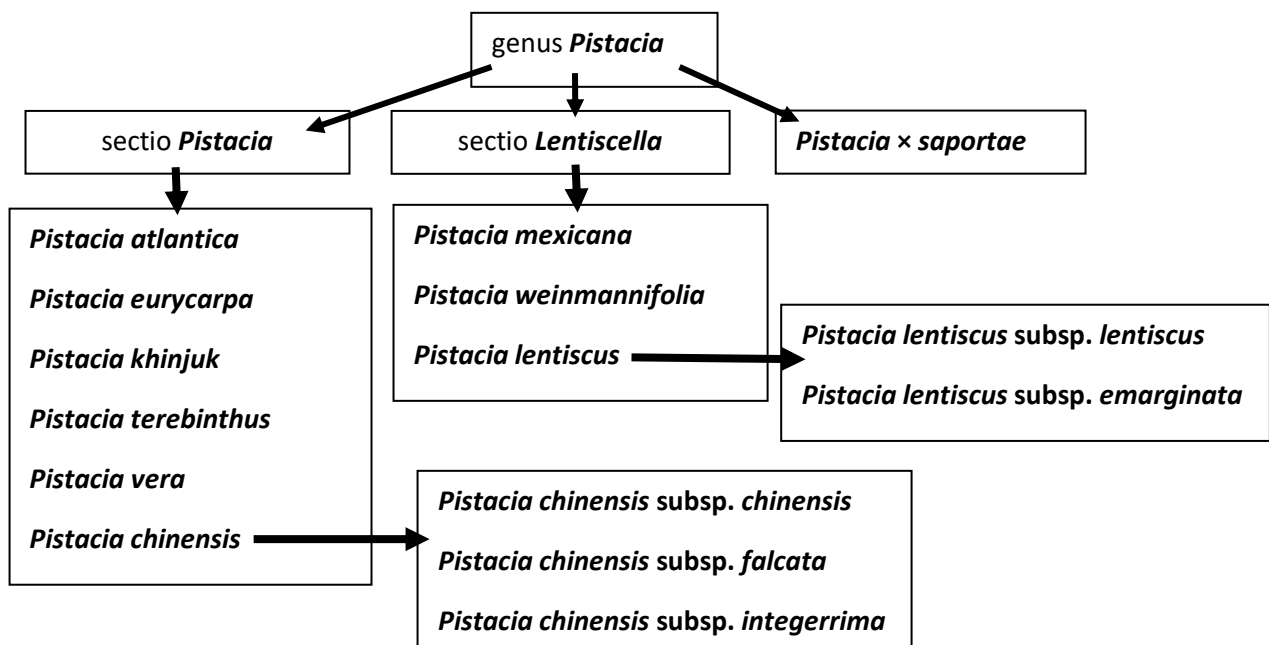 genus Pistacia
sectio Pistacia
sectio Lentiscella
Pistacia × saportae
Pistacia atlantica
Pistacia eurycarpa
Pistacia khinjuk
Pistacia terebinthus
Pistacia vera
Pistacia chinensis
Pistacia mexicana
Pistacia weinmannifolia
Pistacia lentiscus
Pistacia lentiscus subsp. lentiscus
Pistacia lentiscus subsp. emarginata
Pistacia chinensis subsp. chinensis
Pistacia chinensis subsp. falcata
Pistacia chinensis subsp. integerrima